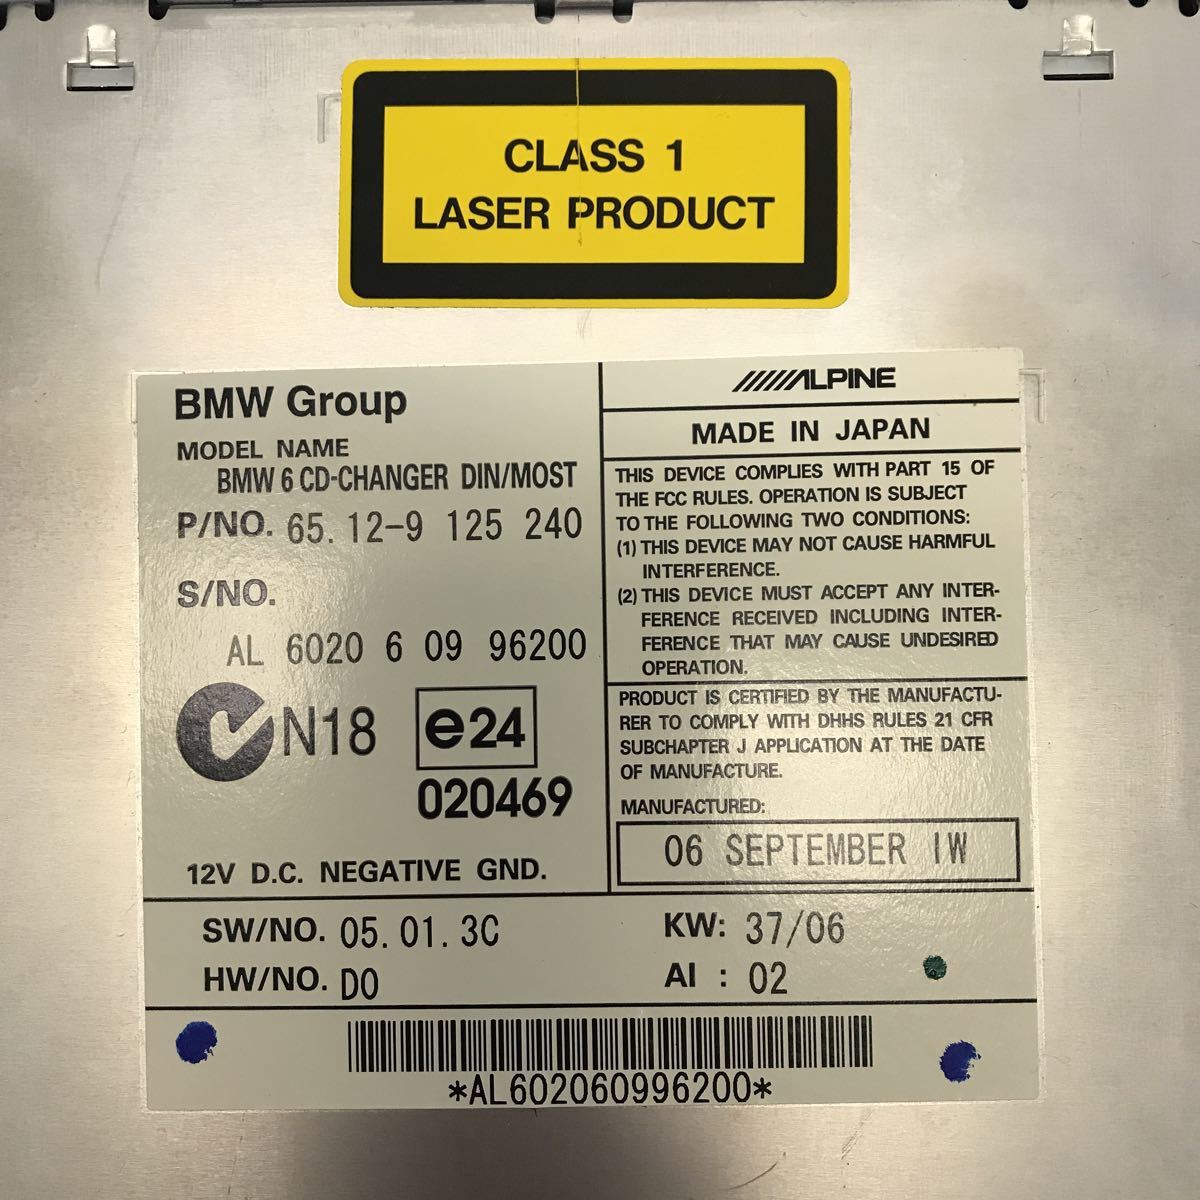 CLASS 1
LASER PRODUCT
BMW Group
MODEL NAME
BMW 6 CD-CHANGER DIN/MOST
P/NO. 65. 12-9 125 240
S/NO.
AL 6020 6 09 96200
N18
e24
020469
12V D.C. NEGATIVE GND.
ALPINE
MADE IN JAPAN
THIS DEVICE COMPLIES WITH PART 15 OF
THE FCC RULES. OPERATION IS SUBJECT
TO THE FOLLOWING TWO CONDITIONS:
(1) THIS DEVICE MAY NOT CAUSE HARMFUL
INTERFERENCE.
(2) THIS DEVICE MUST ACCEPT ANY INTER-
FERENCE RECEIVED INCLUDING INTER-
FERENCE THAT MAY CAUSE UNDESIRED
OPERATION.
PRODUCT IS CERTIFIED BY THE MANUFACTU-
RER TO COMPLY WITH DHHS RULES 21 CFR
SUBCHAPTER J APPLICATION AT THE DATE
OF MANUFACTURE.
MANUFACTURED:
06 SEPTEMBER IW
SW/NO. 05. 01. 3C
KW: 37/06
HW/NO. D0
AI : 02
*AL602060996200*